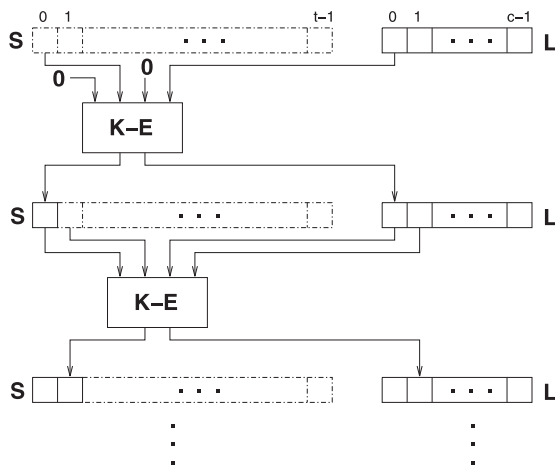 0 1 t–1 0 1 c–1
S . . . . . . L
0 0
K–E
S . . . . . . L
K–E
S . . . . . . L